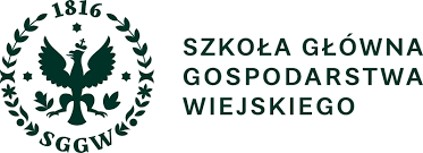 1816
SGGW
SZKOŁA GŁÓWNA
GOSPODARSTWA
WIEJSKIEGO